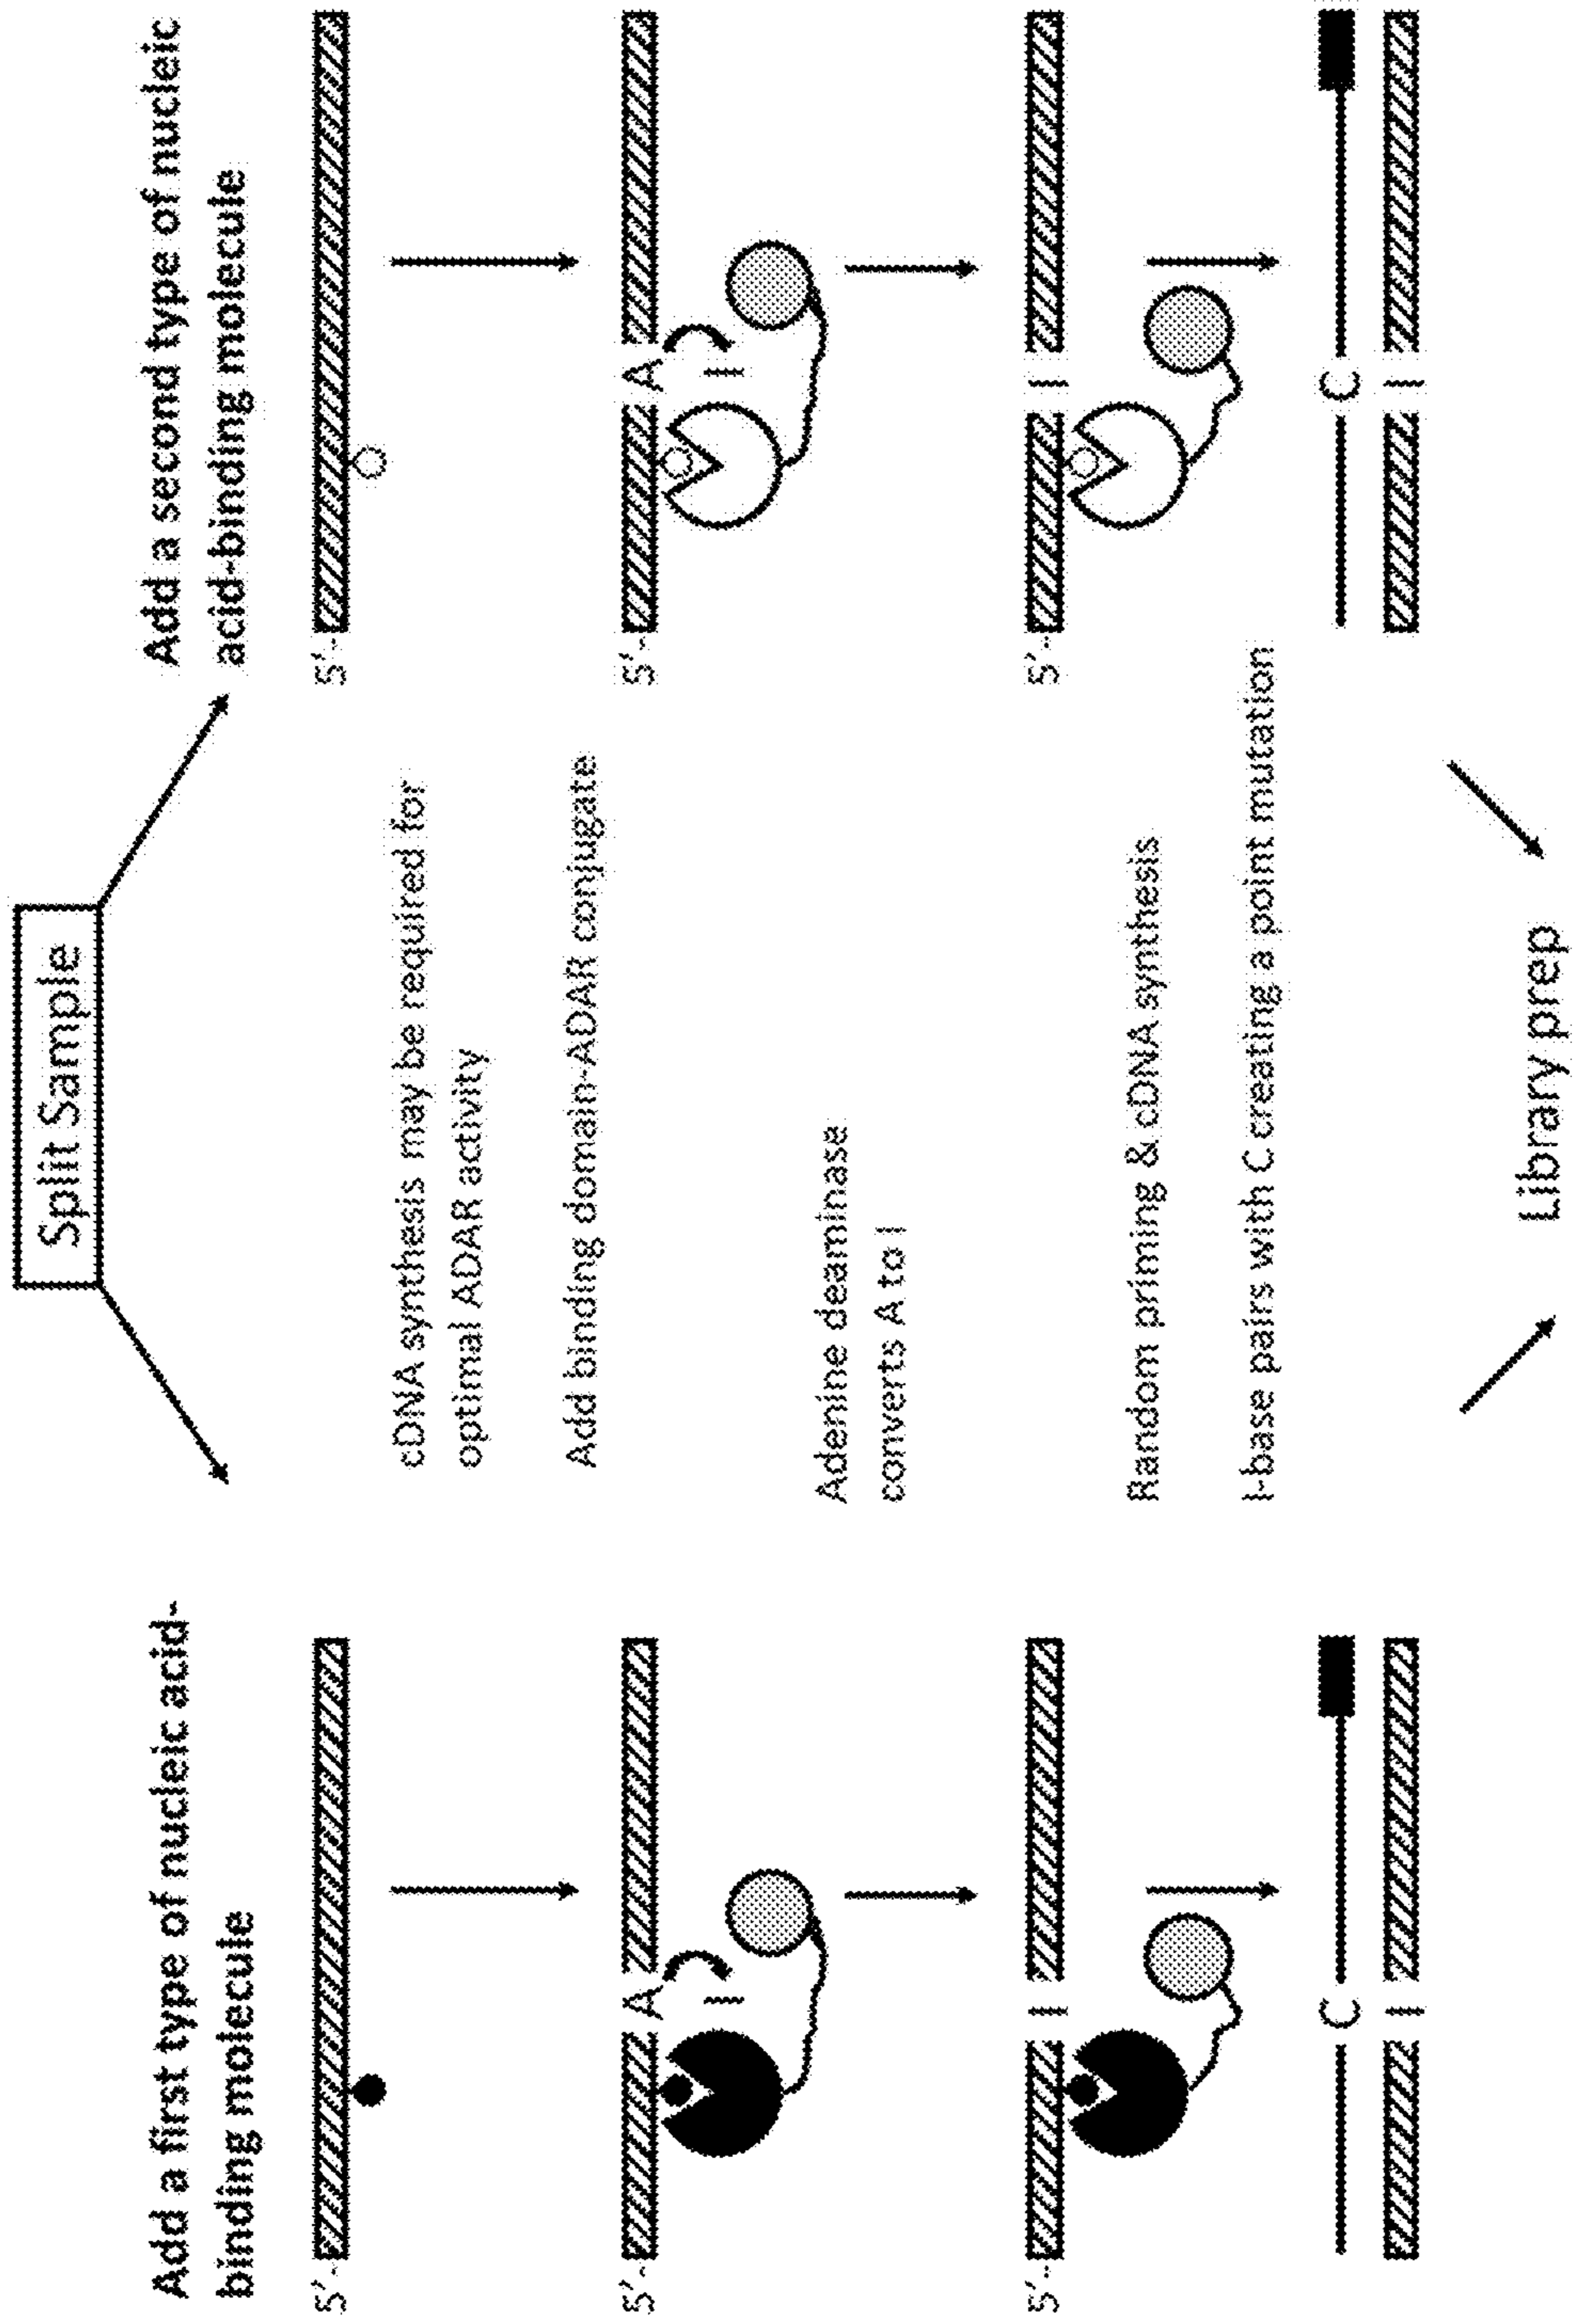 Split Sample
Add a first type of nucleic acid-
binding molecule
Add a second type of nucleic
acid-binding molecule
5'-
5'-
cDNA synthesis may be required for
optimal ADAR activity
Add binding domain-ADAR conjugate
5'-
A
I
5'-
A
I
Adenine deaminase
converts A to I
5'-
I
5'-
I
Random priming & cDNA synthesis
I-base pairs with C creating a point mutation
C
I
C
I
Library prep